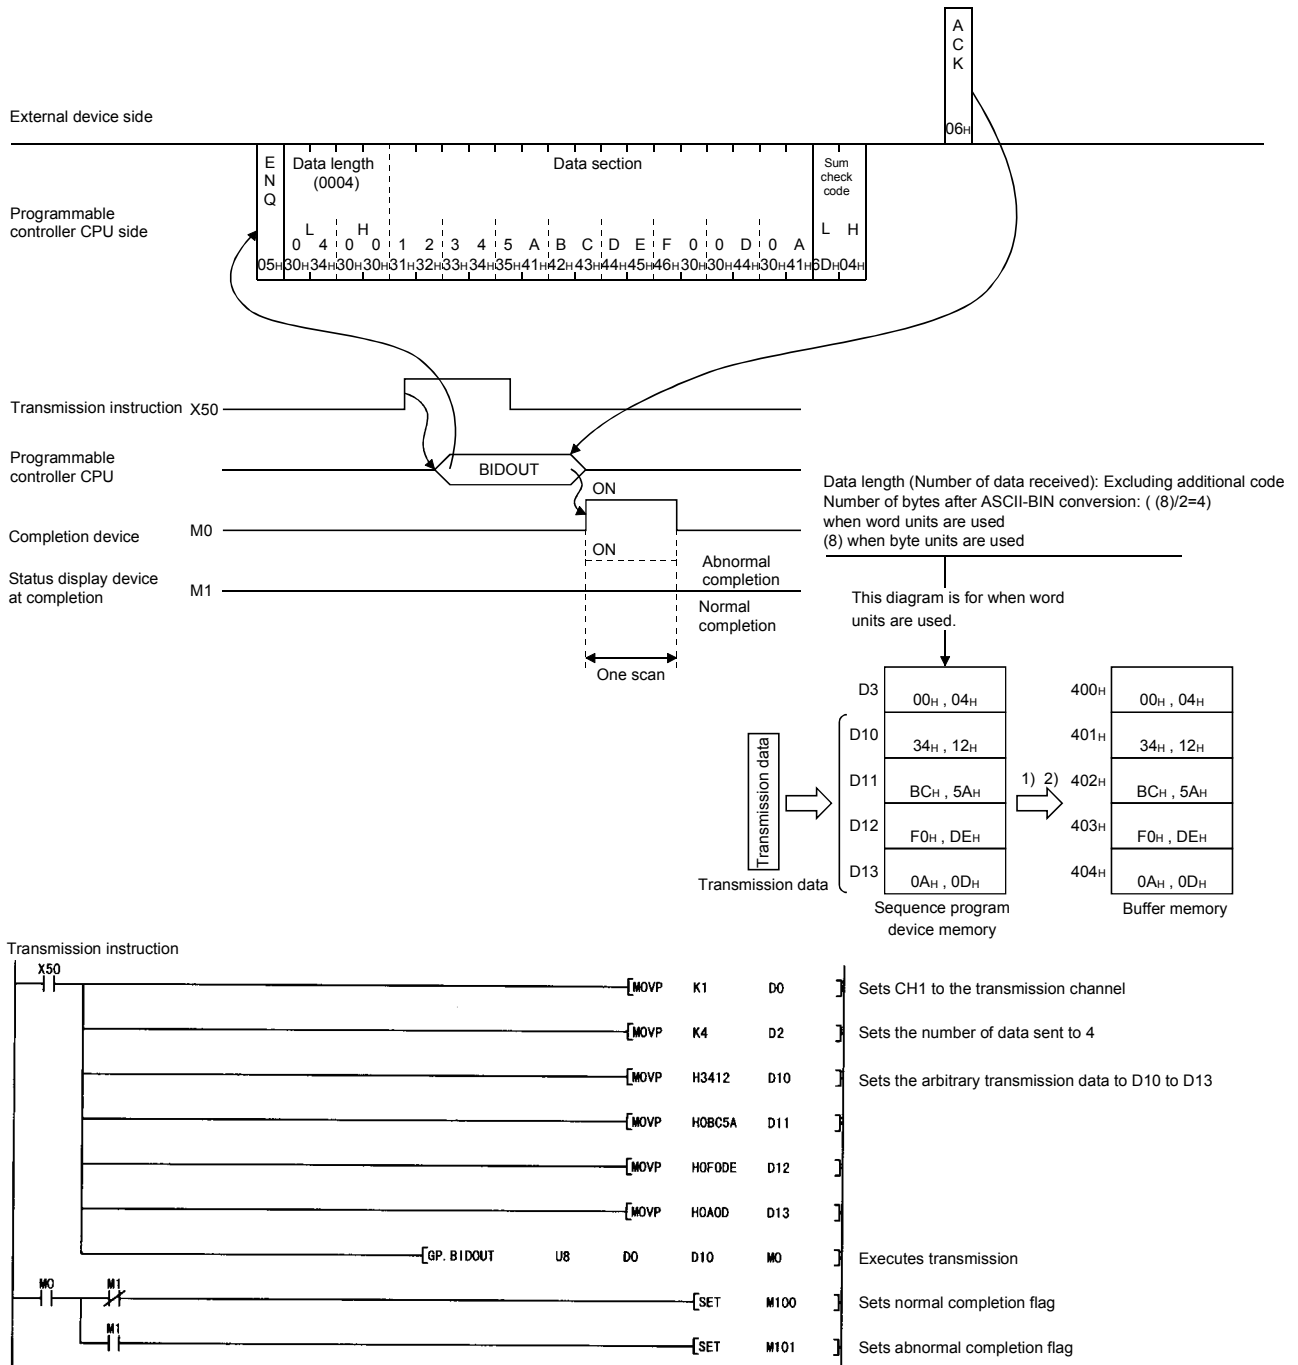 A
C
K
06H
External device side
E
N
Q
Data length
(0004)
Data section
Sum
check
code
Programmable
controller CPU side
L H L H
0 4 0 0 1 2 3 4 5 A B C D E F 0 0 D 0 A
05H 30H 34H 30H 30H 31H 32H 33H 34H 35H 41H 42H 43H 44H 45H 46H 30H 30H 44H 30H 41H 6DH 04H
Transmission instruction X50
Programmable
controller CPU
BIDOUT
ON
Completion device M0
ON
Abnormal
completion
Status display device
at completion
M1
Normal
completion
One scan
Data length (Number of data received): Excluding additional code
Number of bytes after ASCII-BIN conversion: ( (8)/2=4)
when word units are used
(8) when byte units are used
This diagram is for when word
units are used.
D3 00H , 04H 400H 00H , 04H
D10 34H , 12H 401H 34H , 12H
D11 BCH , 5AH 1) 2) 402H BCH , 5AH
D12 F0H , DEH 403H F0H , DEH
D13 0AH , 0DH 404H 0AH , 0DH
Transmission data
Transmission data
Sequence program
device memory
Buffer memory
Transmission instruction
X50
[MOVP K1 D0 ] Sets CH1 to the transmission channel
[MOVP K4 D2 ] Sets the number of data sent to 4
[MOVP H3412 D10 ] Sets the arbitrary transmission data to D10 to D13
[MOVP H0BC5A D11 ]
[MOVP H0F0DE D12 ]
[MOVP H0A0D D13 ]
[GP.BIDOUT U8 D0 D10 M0 ] Executes transmission
M0 M1
[SET M100 ] Sets normal completion flag
M1
[SET M101 ] Sets abnormal completion flag